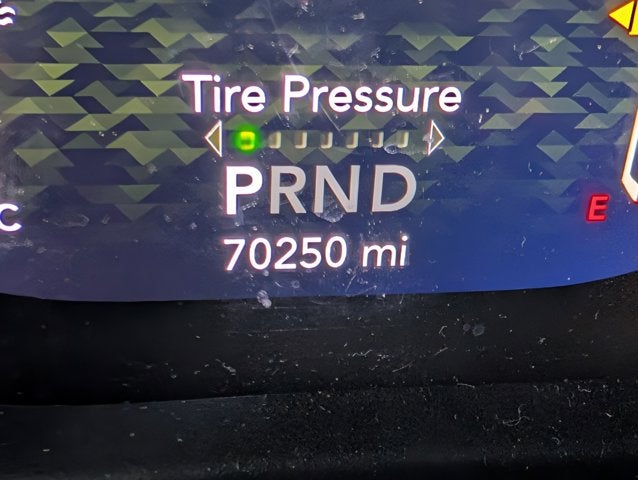 Tire Pressure
PRND
C
E
70250 mi